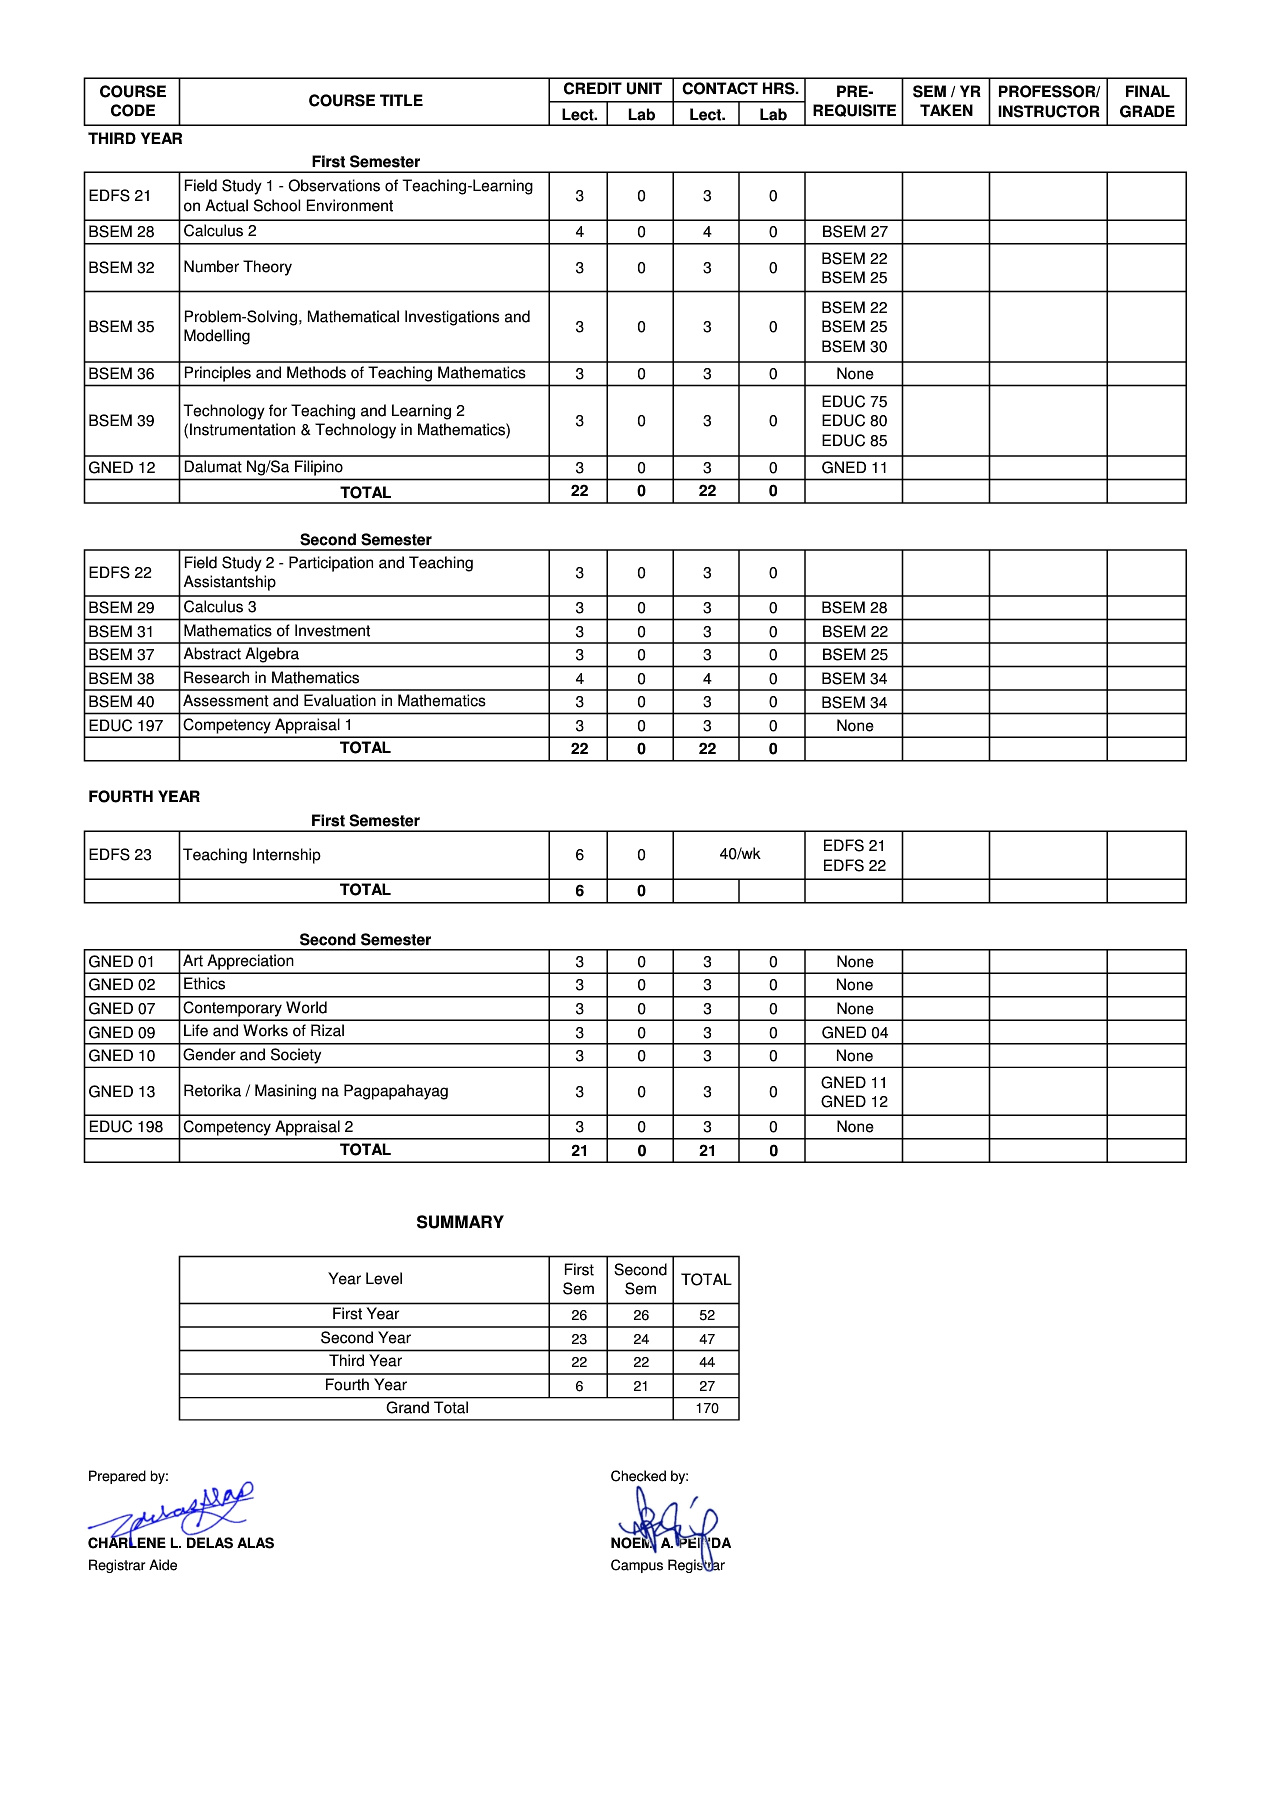 COURSE CODE COURSE TITLE CREDIT UNIT CONTACT HRS. PRE-REQUISITE SEM / YR TAKEN PROFESSOR/ INSTRUCTOR FINAL GRADE
Lect. Lab Lect. Lab
THIRD YEAR
First Semester
EDFS 21 Field Study 1 - Observations of Teaching-Learning on Actual School Environment 3 0 3 0
BSEM 28 Calculus 2 4 0 4 0 BSEM 27
BSEM 32 Number Theory 3 0 3 0 BSEM 22 BSEM 25
BSEM 35 Problem-Solving, Mathematical Investigations and Modelling 3 0 3 0 BSEM 22 BSEM 25 BSEM 30
BSEM 36 Principles and Methods of Teaching Mathematics 3 0 3 0 None
BSEM 39 Technology for Teaching and Learning 2 (Instrumentation & Technology in Mathematics) 3 0 3 0 EDUC 75 EDUC 80 EDUC 85
GNED 12 Dalumat Ng/Sa Filipino 3 0 3 0 GNED 11
TOTAL 22 0 22 0
Second Semester
EDFS 22 Field Study 2 - Participation and Teaching Assistantship 3 0 3 0
BSEM 29 Calculus 3 3 0 3 0 BSEM 28
BSEM 31 Mathematics of Investment 3 0 3 0 BSEM 22
BSEM 37 Abstract Algebra 3 0 3 0 BSEM 25
BSEM 38 Research in Mathematics 4 0 4 0 BSEM 34
BSEM 40 Assessment and Evaluation in Mathematics 3 0 3 0 BSEM 34
EDUC 197 Competency Appraisal 1 3 0 3 0 None
TOTAL 22 0 22 0
FOURTH YEAR
First Semester
EDFS 23 Teaching Internship 6 0 40/wk EDFS 21 EDFS 22
TOTAL 6 0
Second Semester
GNED 01 Art Appreciation 3 0 3 0 None
GNED 02 Ethics 3 0 3 0 None
GNED 07 Contemporary World 3 0 3 0 None
GNED 09 Life and Works of Rizal 3 0 3 0 GNED 04
GNED 10 Gender and Society 3 0 3 0 None
GNED 13 Retorika / Masining na Pagpapahayag 3 0 3 0 GNED 11 GNED 12
EDUC 198 Competency Appraisal 2 3 0 3 0 None
TOTAL 21 0 21 0
SUMMARY
Year Level First Sem Second Sem TOTAL
First Year 26 26 52
Second Year 23 24 47
Third Year 22 22 44
Fourth Year 6 21 27
Grand Total 170
Prepared by: Checked by:
CHARLENE L. DELAS ALAS A.
Registrar Aide Campus Registrar